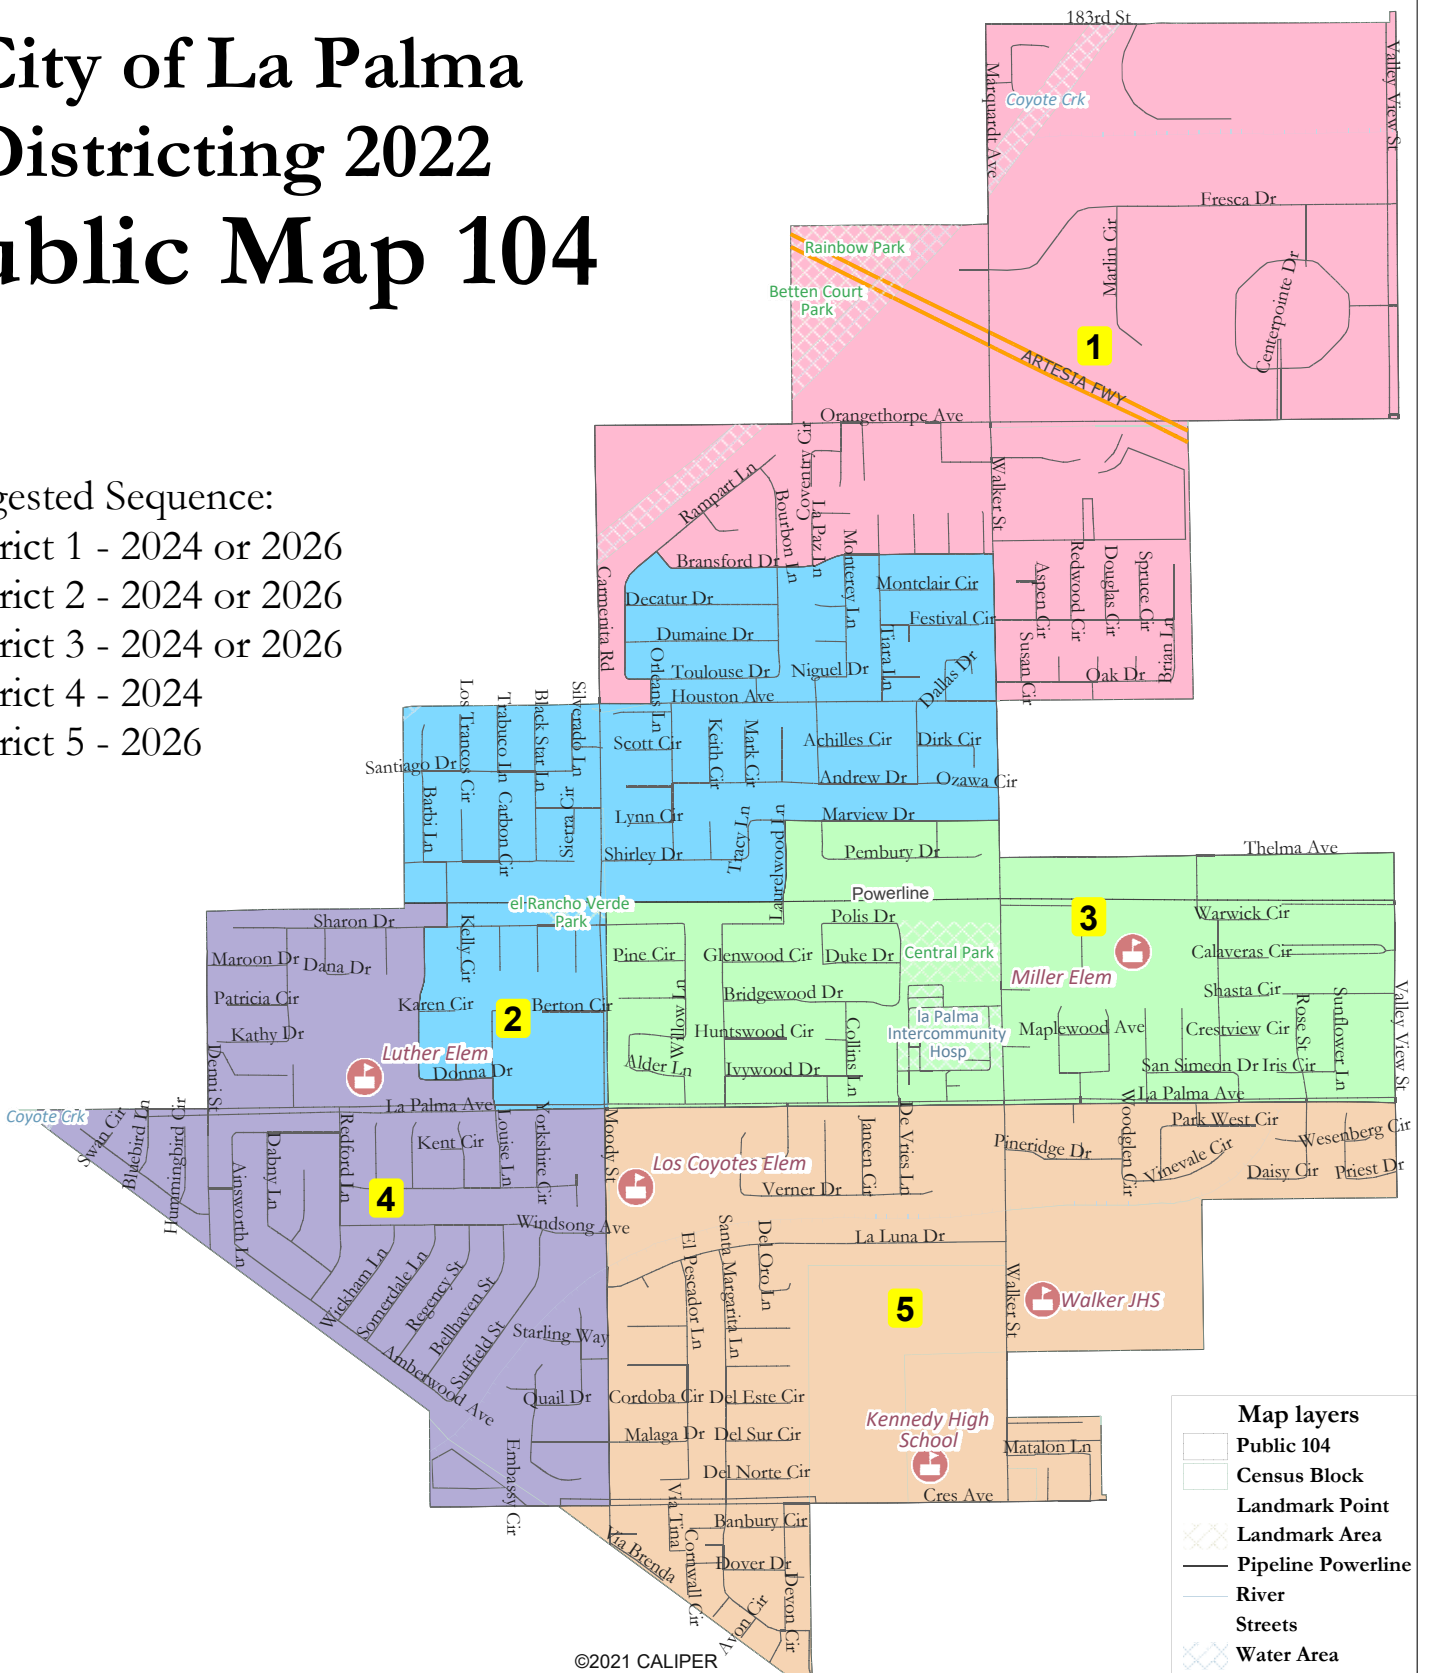 City of La Palma
Districting 2022
ublic Map 104
gested Sequence:
rict 1 - 2024 or 2026
rict 2 - 2024 or 2026
rict 3 - 2024 or 2026
rict 4 - 2024
rict 5 - 2026
183rd St
Marquardt Ave
Coyote Crk
Valley View St
Fresca Dr
Rainbow Park
Marlin Cir
Centerpointe Dr
Betten Court
Park
1
ARTESIA FWY
Orangethorpe Ave
Rampart Ln
Coventry Cir
Bourbon Ln
La Paz Ln
Walker St
Bransford Dr
Monterey Ln
Carmenita Rd
Decatur Dr
Montclair Cir
Festival Cir
Dumaine Dr
Aspen Cir
Redwood Cir
Douglas Cir
Spruce Cir
Brian Ln
Susan Cir
Oak Dr
Orleans Ln
Toulouse Dr
Niguel Dr
Tiara Ln
Dallas Dr
Houston Ave
Los Trancos Cir
Trabuco Ln
Black Star Ln
Silverado Ln
Scott Cir
Keith Cir
Mark Cir
Achilles Cir
Dirk Cir
Santiago Dr
Andrew Dr
Ozawa Cir
Barbi Ln
Carbon Cir
Sierra Cir
Lynn Cir
Tracy Ln
Laurelwood Ln
Marview Dr
Shirley Dr
Pembury Dr
Thelma Ave
Powerline
el Rancho Verde
Park
Sharon Dr
Kelly Cir
Polis Dr
3
Warwick Cir
Maroon Dr
Dana Dr
Pine Cir
Glenwood Cir
Duke Dr
Central Park
Miller Elem
Calaveras Cir
Patricia Cir
Karen Cir
2
Berton Cir
Willow Ln
Bridgewood Dr
Shasta Cir
Rose St
Sunflower Ln
Valley View St
la Palma
Intercommunity
Hosp
Kathy Dr
Huntswood Cir
Collins Ln
Maplewood Ave
Crestview Cir
Luther Elem
Denni St
Donna Dr
Alder Ln
Ivywood Dr
San Simeon Dr
Iris Cir
La Palma Ave
La Palma Ave
Coyote Crk
Swan Cir
Bluebird Ln
Hummingbird Cir
Redford Ln
Kent Cir
Louise Ln
Yorkshire Cir
Moody St
Janeen Cir
De Vries Ln
Woodglen Cir
Park West Cir
Wesenberg Cir
Pineridge Dr
Vinevale Cir
Daisy Cir
Priest Dr
Ainsworth Ln
Dabny Ln
Los Coyotes Elem
4
Verner Dr
Windsong Ave
La Luna Dr
El Pescador Ln
Santa Margarita Ln
Del Oro Ln
Wickham Ln
Somerdale Ln
Regency St
Bellhaven St
Suffield St
5
Walker St
Walker JHS
Starling Way
Amberwood Ave
Quail Dr
Cordoba Cir
Del Este Cir
Kennedy High
School
Malaga Dr
Del Sur Cir
Matalon Ln
Embassy Cir
Del Norte Cir
Cres Ave
Via Tina
Banbury Cir
Via Brenda
Cornwall Cir
Dover Dr
Devon Cir
Avon Cir
©2021 CALIPER
Map layers
Public 104
Census Block
Landmark Point
Landmark Area
Pipeline Powerline
River
Streets
Water Area